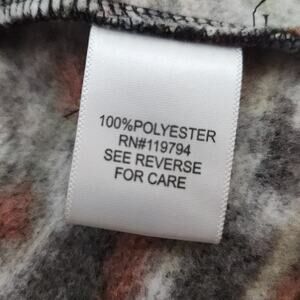 100%POLYESTER
RN#119794
SEE REVERSE
FOR CARE